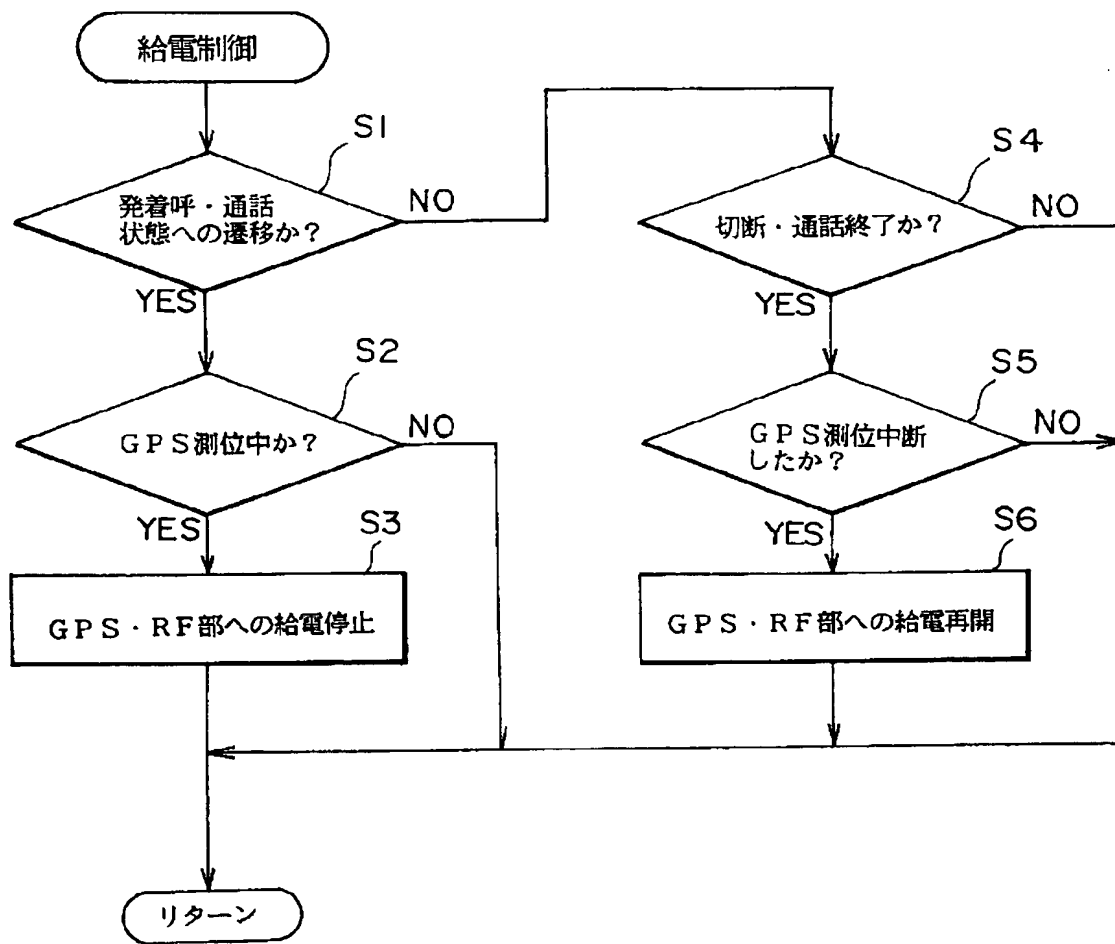 給電制御
S1
発着呼・通話
状態への遷移か？
NO
YES
S2
GPS測位中か？
NO
YES
S3
GPS・RF部への給電停止
S4
切断・通話終了か？
NO
YES
S5
GPS測位中断
したか？
NO
YES
S6
GPS・RF部への給電再開
リターン